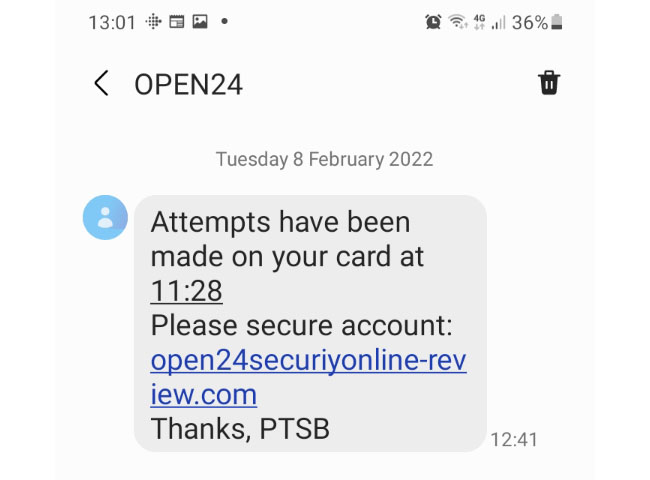 13:01 4G 36%
OPEN24
Tuesday 8 February 2022
Attempts have been
made on your card at
11:28
Please secure account:
open24securiyonline-rev
iew.com
Thanks, PTSB
12:41